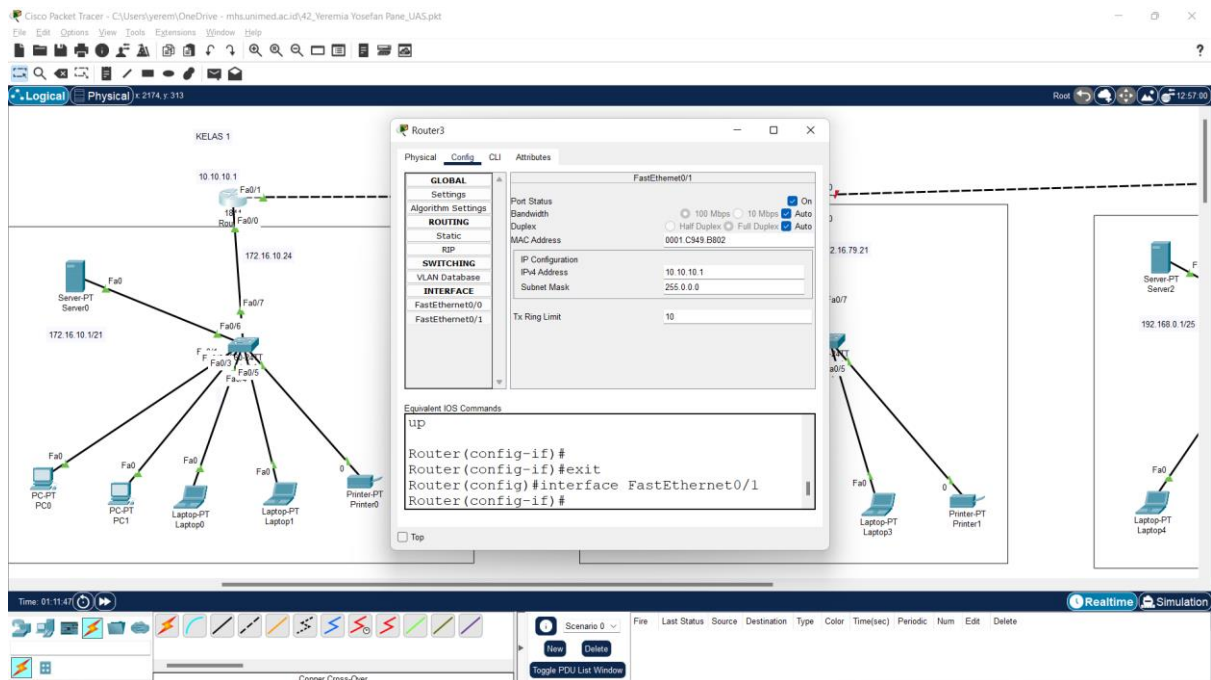 Cisco Packet Tracer - C:\Users\yerem\OneDrive - mhs.unimed.ac.id\42_Yeremia Yosefan Pane_UAS.pkt
File Edit Options View Tools Extensions Window Help
Logical Physical x: 2174, y: 313
Root 12:57:00
KELAS 1
10.10.10.1
Fa0/1
Fa0/0
172.16.10.24
Fa0
Server-PT
Server0
172.16.10.1/21
Fa0/7
Fa0/6
Fa0/3
Fa0/5
Fa0
PC-PT
PC0
Fa0
PC-PT
PC1
Fa0
Laptop-PT
Laptop0
Fa0
Laptop-PT
Laptop1
0
Printer-PT
Printer0
Router3
Physical Config CLI Attributes
GLOBAL
Settings
Algorithm Settings
ROUTING
Static
RIP
SWITCHING
VLAN Database
INTERFACE
FastEthernet0/0
FastEthernet0/1
FastEthernet0/1
Port Status On
Bandwidth 100 Mbps 10 Mbps Auto
Duplex Half Duplex Full Duplex Auto
MAC Address 0001.C949.B802
IP Configuration
IPv4 Address 10.10.10.1
Subnet Mask 255.0.0.0
Tx Ring Limit 10
Equivalent IOS Commands
up
Router(config-if)#
Router(config-if)#exit
Router(config)#interface FastEthernet0/1
Router(config-if)#
Top
2.16.79.21
a0/7
a0/5
Fa0
Laptop-PT
Laptop3
0
Printer-PT
Printer1
Server-PT
Server2
192.168.0.1/25
Fa0
Laptop-PT
Laptop4
Time: 01:11:47
Realtime Simulation
Scenario 0
New Delete
Toggle PDU List Window
Fire Last Status Source Destination Type Color Time(sec) Periodic Num Edit Delete
Copper Cross-Over